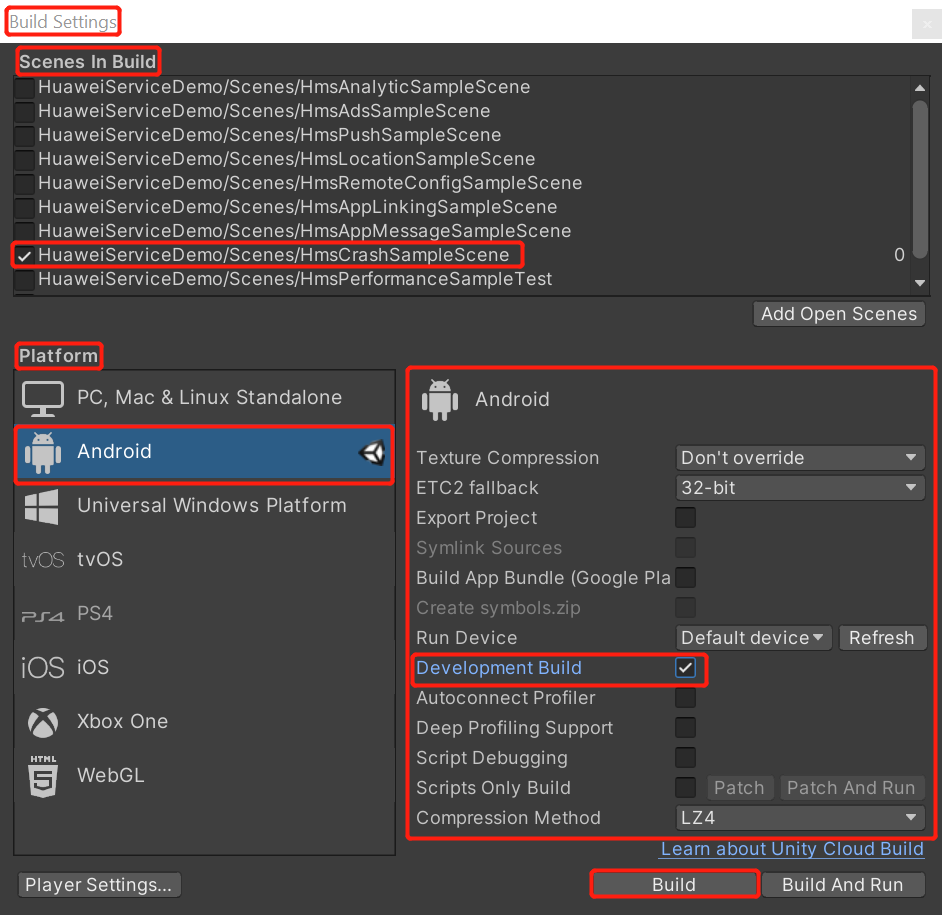 Build Settings
Scenes In Build
HuaweiServiceDemo/Scenes/HmsAnalyticSampleScene
HuaweiServiceDemo/Scenes/HmsAdsSampleScene
HuaweiServiceDemo/Scenes/HmsPushSampleScene
HuaweiServiceDemo/Scenes/HmsLocationSampleScene
HuaweiServiceDemo/Scenes/HmsRemoteConfigSampleScene
HuaweiServiceDemo/Scenes/HmsAppLinkingSampleScene
HuaweiServiceDemo/Scenes/HmsAppMessageSampleScene
HuaweiServiceDemo/Scenes/HmsCrashSampleScene 0
HuaweiServiceDemo/Scenes/HmsPerformanceSampleTest
Add Open Scenes
Platform
PC, Mac & Linux Standalone
Android
Universal Windows Platform
tvOS tvOS
PS4 PS4
iOS iOS
Xbox One
HTML
5 WebGL
Android
Texture Compression Don't override
ETC2 fallback 32-bit
Export Project
Symlink Sources
Build App Bundle (Google Pla
Create symbols.zip
Run Device Default device Refresh
Development Build
Autoconnect Profiler
Deep Profiling Support
Script Debugging
Scripts Only Build Patch Patch And Run
Compression Method LZ4
Learn about Unity Cloud Build
Player Settings... Build Build And Run